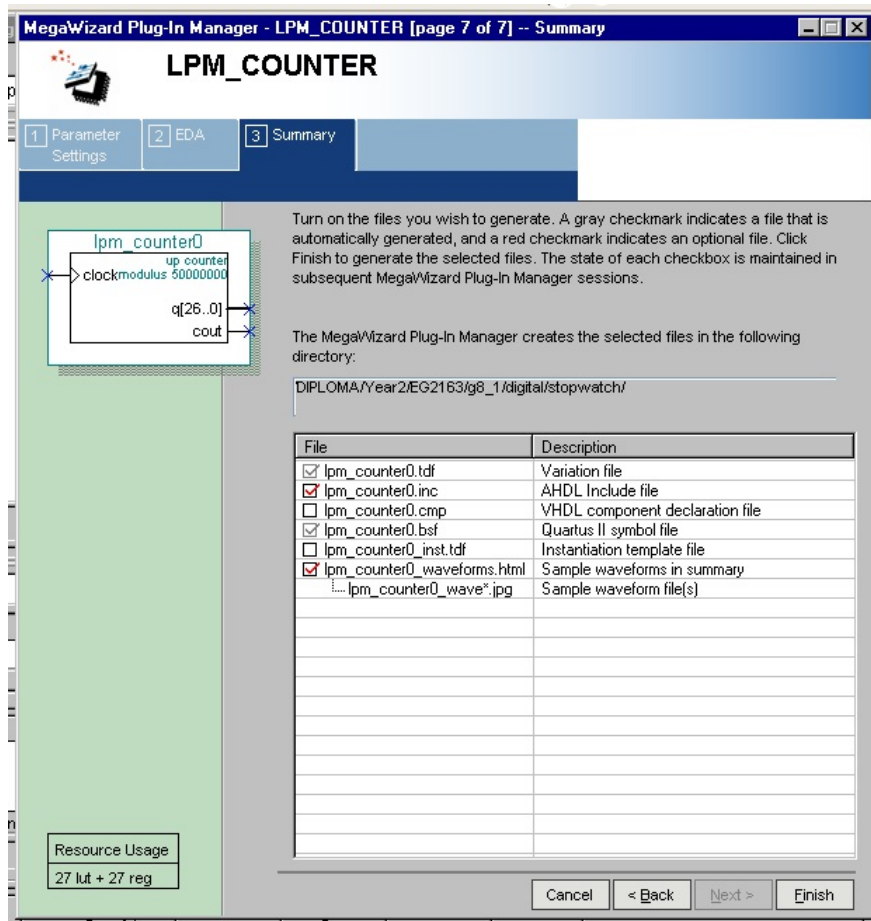 MegaWizard Plug-In Manager - LPM_COUNTER [page 7 of 7] -- Summary
LPM_COUNTER
1 Parameter Settings
2 EDA
3 Summary
lpm_counter0
up counter
clock
modulus 50000000
q[26..0]
cout
Turn on the files you wish to generate. A gray checkmark indicates a file that is
automatically generated, and a red checkmark indicates an optional file. Click
Finish to generate the selected files. The state of each checkbox is maintained in
subsequent MegaWizard Plug-In Manager sessions.
The MegaWizard Plug-In Manager creates the selected files in the following
directory:
DIPLOMA/Year2/EG2163/g8_1/digital/stopwatch/
File Description
lpm_counter0.tdf Variation file
lpm_counter0.inc AHDL Include file
lpm_counter0.cmp VHDL component declaration file
lpm_counter0.bsf Quartus II symbol file
lpm_counter0_inst.tdf Instantiation template file
lpm_counter0_waveforms.html Sample waveforms in summary
lpm_counter0_wave*.jpg Sample waveform file(s)
Resource Usage
27 lut + 27 reg
Cancel < Back Next > Finish